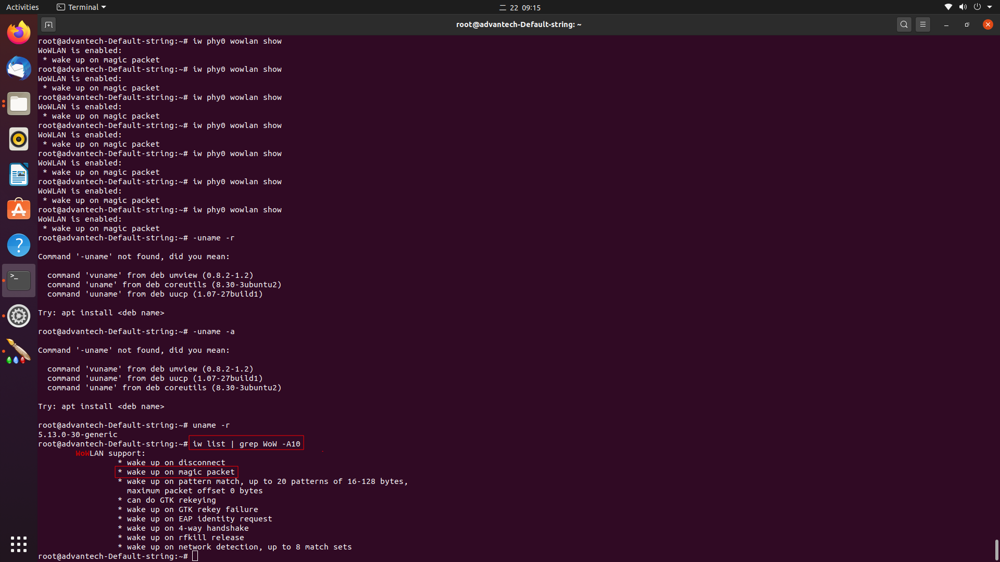 Activities
Terminal
二 22 09:15
root@advantech-Default-string: ~
root@advantech-Default-string:~# iw phy0 wowlan show
WoWLAN is enabled:
* wake up on magic packet
root@advantech-Default-string:~# iw phy0 wowlan show
WoWLAN is enabled:
* wake up on magic packet
root@advantech-Default-string:~# iw phy0 wowlan show
WoWLAN is enabled:
* wake up on magic packet
root@advantech-Default-string:~# iw phy0 wowlan show
WoWLAN is enabled:
* wake up on magic packet
root@advantech-Default-string:~# iw phy0 wowlan show
WoWLAN is enabled:
* wake up on magic packet
root@advantech-Default-string:~# iw phy0 wowlan show
WoWLAN is enabled:
* wake up on magic packet
root@advantech-Default-string:~# iw phy0 wowlan show
WoWLAN is enabled:
* wake up on magic packet
root@advantech-Default-string:~# -uname -r
Command '-uname' not found, did you mean:
command 'vuname' from deb umview (0.8.2-1.2)
command 'uname' from deb coreutils (8.30-3ubuntu2)
command 'uuname' from deb uucp (1.07-27build1)
Try: apt install <deb name>
root@advantech-Default-string:~# -uname -a
Command '-uname' not found, did you mean:
command 'vuname' from deb umview (0.8.2-1.2)
command 'uuname' from deb uucp (1.07-27build1)
command 'uname' from deb coreutils (8.30-3ubuntu2)
Try: apt install <deb name>
root@advantech-Default-string:~# uname -r
5.13.0-30-generic
root@advantech-Default-string:~# iw list | grep WoW -A10
WoWLAN support:
* wake up on disconnect
* wake up on magic packet
* wake up on pattern match, up to 20 patterns of 16-128 bytes,
maximum packet offset 0 bytes
* can do GTK rekeying
* wake up on GTK rekey failure
* wake up on EAP identity request
* wake up on 4-way handshake
* wake up on rfkill release
* wake up on network detection, up to 8 match sets
root@advantech-Default-string:~#